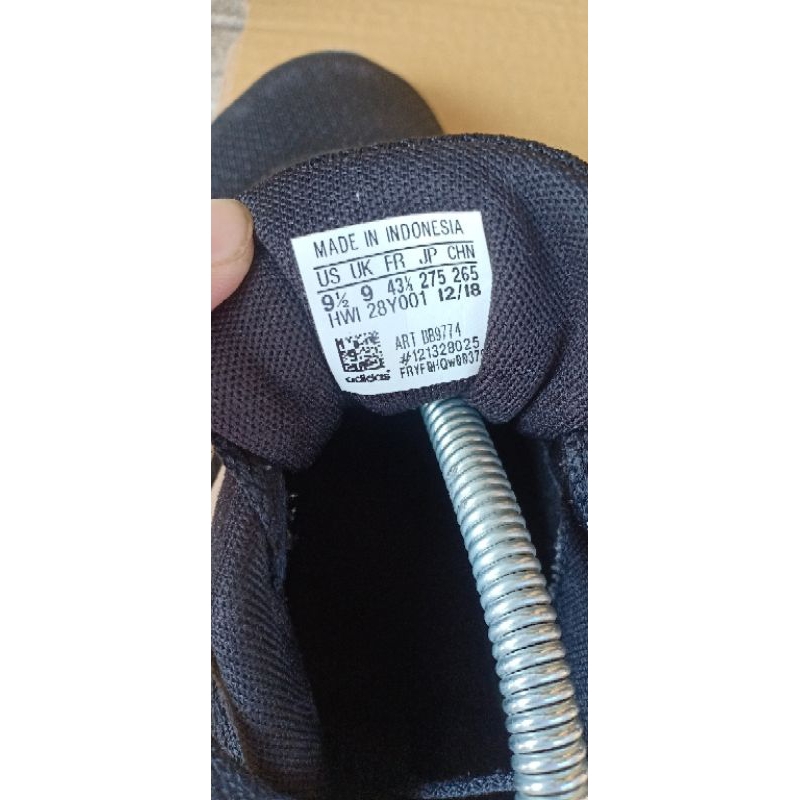 MADE IN INDONESIA
US UK FR JP CHN
9½ 9 43⅓ 275 265
HWI 28Y001 12/18
ART DB9774
#121328025
adidas